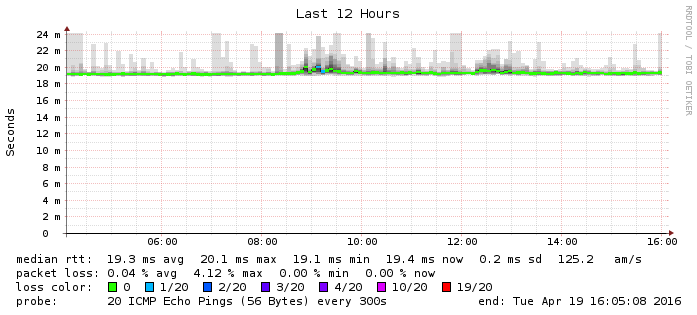 Last 12 Hours
RRDTOOL / TOBI OETIKER
Seconds
24 m
22 m
20 m
18 m
16 m
14 m
12 m
10 m
8 m
6 m
4 m
2 m
0
06:00 08:00 10:00 12:00 14:00 16:00
median rtt: 19.3 ms avg 20.1 ms max 19.1 ms min 19.4 ms now 0.2 ms sd 125.2 am/s
packet loss: 0.04 % avg 4.12 % max 0.00 % min 0.00 % now
loss color: 0 1/20 2/20 3/20 4/20 10/20 19/20
probe: 20 ICMP Echo Pings (56 Bytes) every 300s end: Tue Apr 19 16:05:08 2016